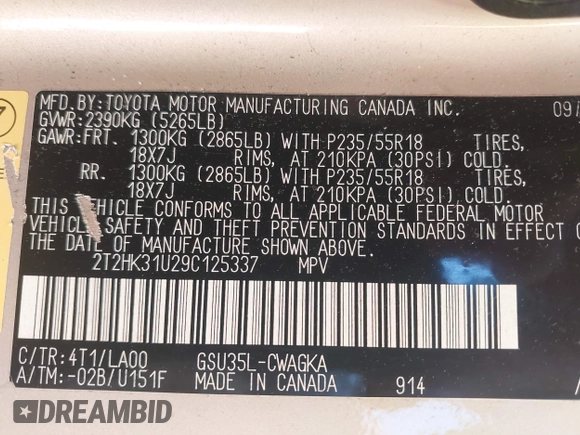 MFD.BY:TOYOTA MOTOR MANUFACTURING CANADA INC. 09/
GVWR:2390KG (5265LB)
GAWR:FRT. 1300KG (2865LB) WITH P235/55R18 TIRES,
18X7J RIMS, AT 210KPA (30PSI) COLD.
RR. 1300KG (2865LB) WITH P235/55R18 TIRES,
18X7J RIMS, AT 210KPA (30PSI) COLD.
THIS VEHICLE CONFORMS TO ALL APPLICABLE FEDERAL MOTOR
VEHICLE SAFETY AND THEFT PREVENTION STANDARDS IN EFFECT
THE DATE OF MANUFACTURE SHOWN ABOVE.
2T2HK31U29C125337 MPV
C/TR:4T1/LA00 GSU35L-CWAGKA
A/TM:-02B/U151F MADE IN CANADA 914
DREAMBID